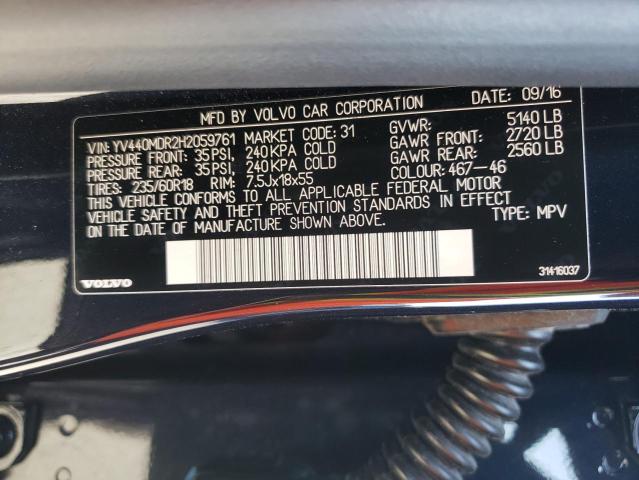 MFD BY VOLVO CAR CORPORATION DATE: 09/16
VIN: YV440MDR2H2059761 MARKET CODE: 31 GVWR: 5140 LB
PRESSURE FRONT: 35PSI, 240KPA COLD GAWR FRONT: 2720 LB
PRESSURE REAR: 35PSI, 240KPA COLD GAWR REAR: 2560 LB
TIRES: 235/60R18 RIM: 7.5Jx18x55 COLOUR: 467-46
THIS VEHICLE CONFORMS TO ALL APPLICABLE FEDERAL MOTOR
VEHICLE SAFETY AND THEFT PREVENTION STANDARDS IN EFFECT
ON THE DATE OF MANUFACTURE SHOWN ABOVE. TYPE: MPV
VOLVO 31416037